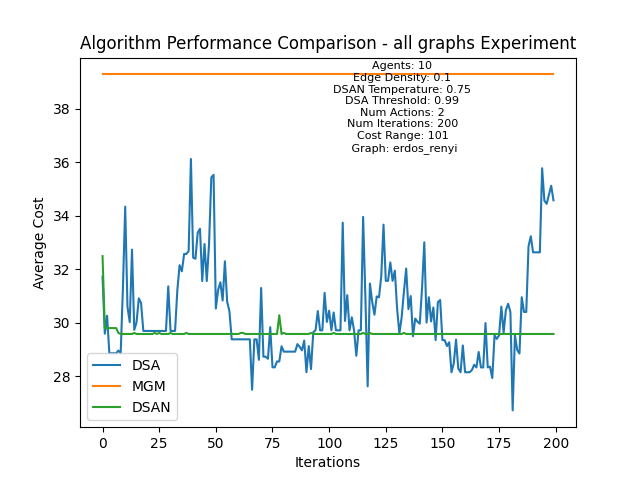 Algorithm Performance Comparison - all graphs Experiment
Agents: 10
Edge Density: 0.1
DSAN Temperature: 0.75
DSA Threshold: 0.99
Num Actions: 2
Num Iterations: 200
Cost Range: 101
Graph: erdos_renyi
Average Cost
38
36
34
32
30
28
DSA
MGM
DSAN
0
25
50
75
100
125
150
175
200
Iterations